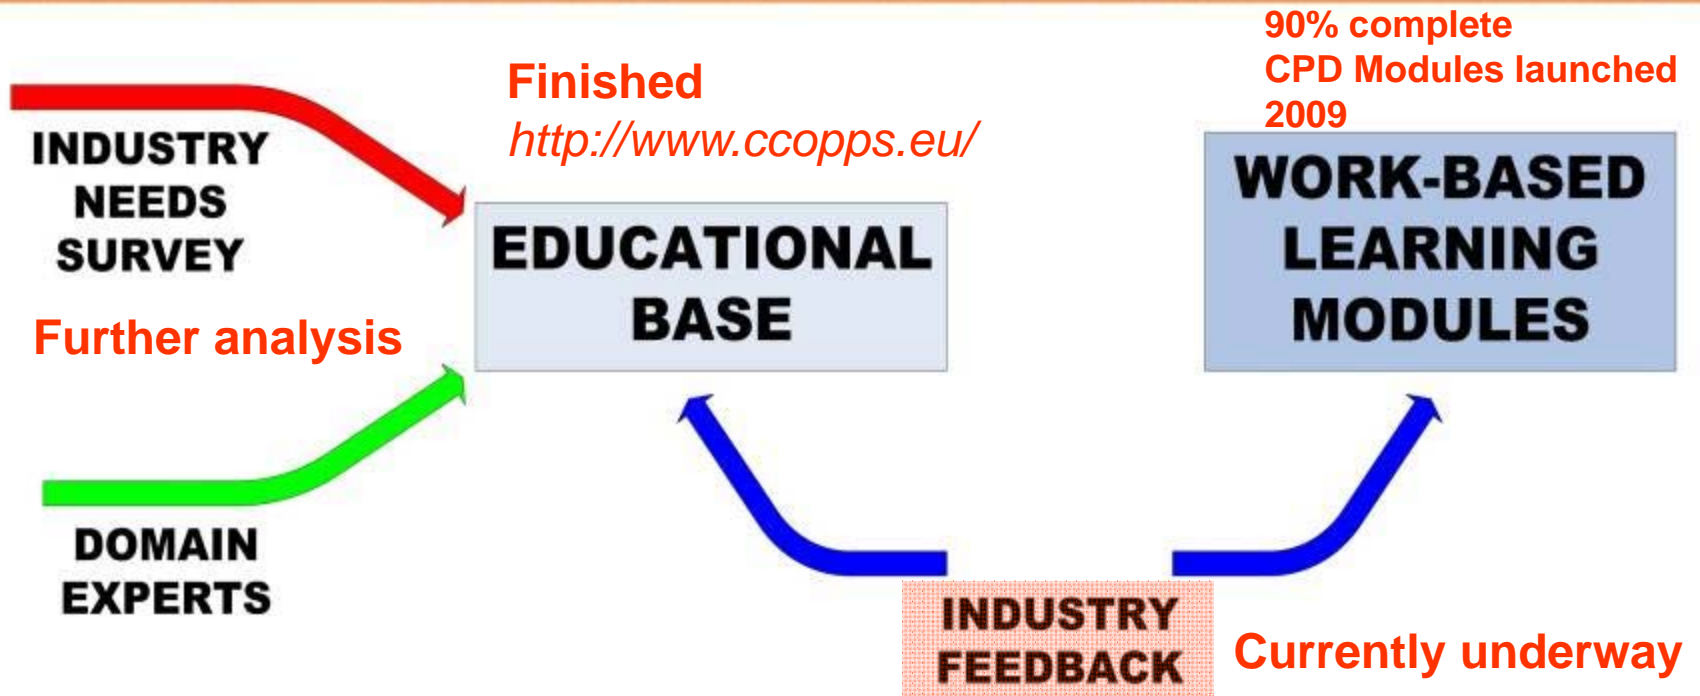 90% complete
CPD Modules launched
2009
Finished
http://www.ccopps.eu/
INDUSTRY
NEEDS
SURVEY
EDUCATIONAL
BASE
WORK-BASED
LEARNING
MODULES
Further analysis
DOMAIN
EXPERTS
INDUSTRY
FEEDBACK
Currently underway